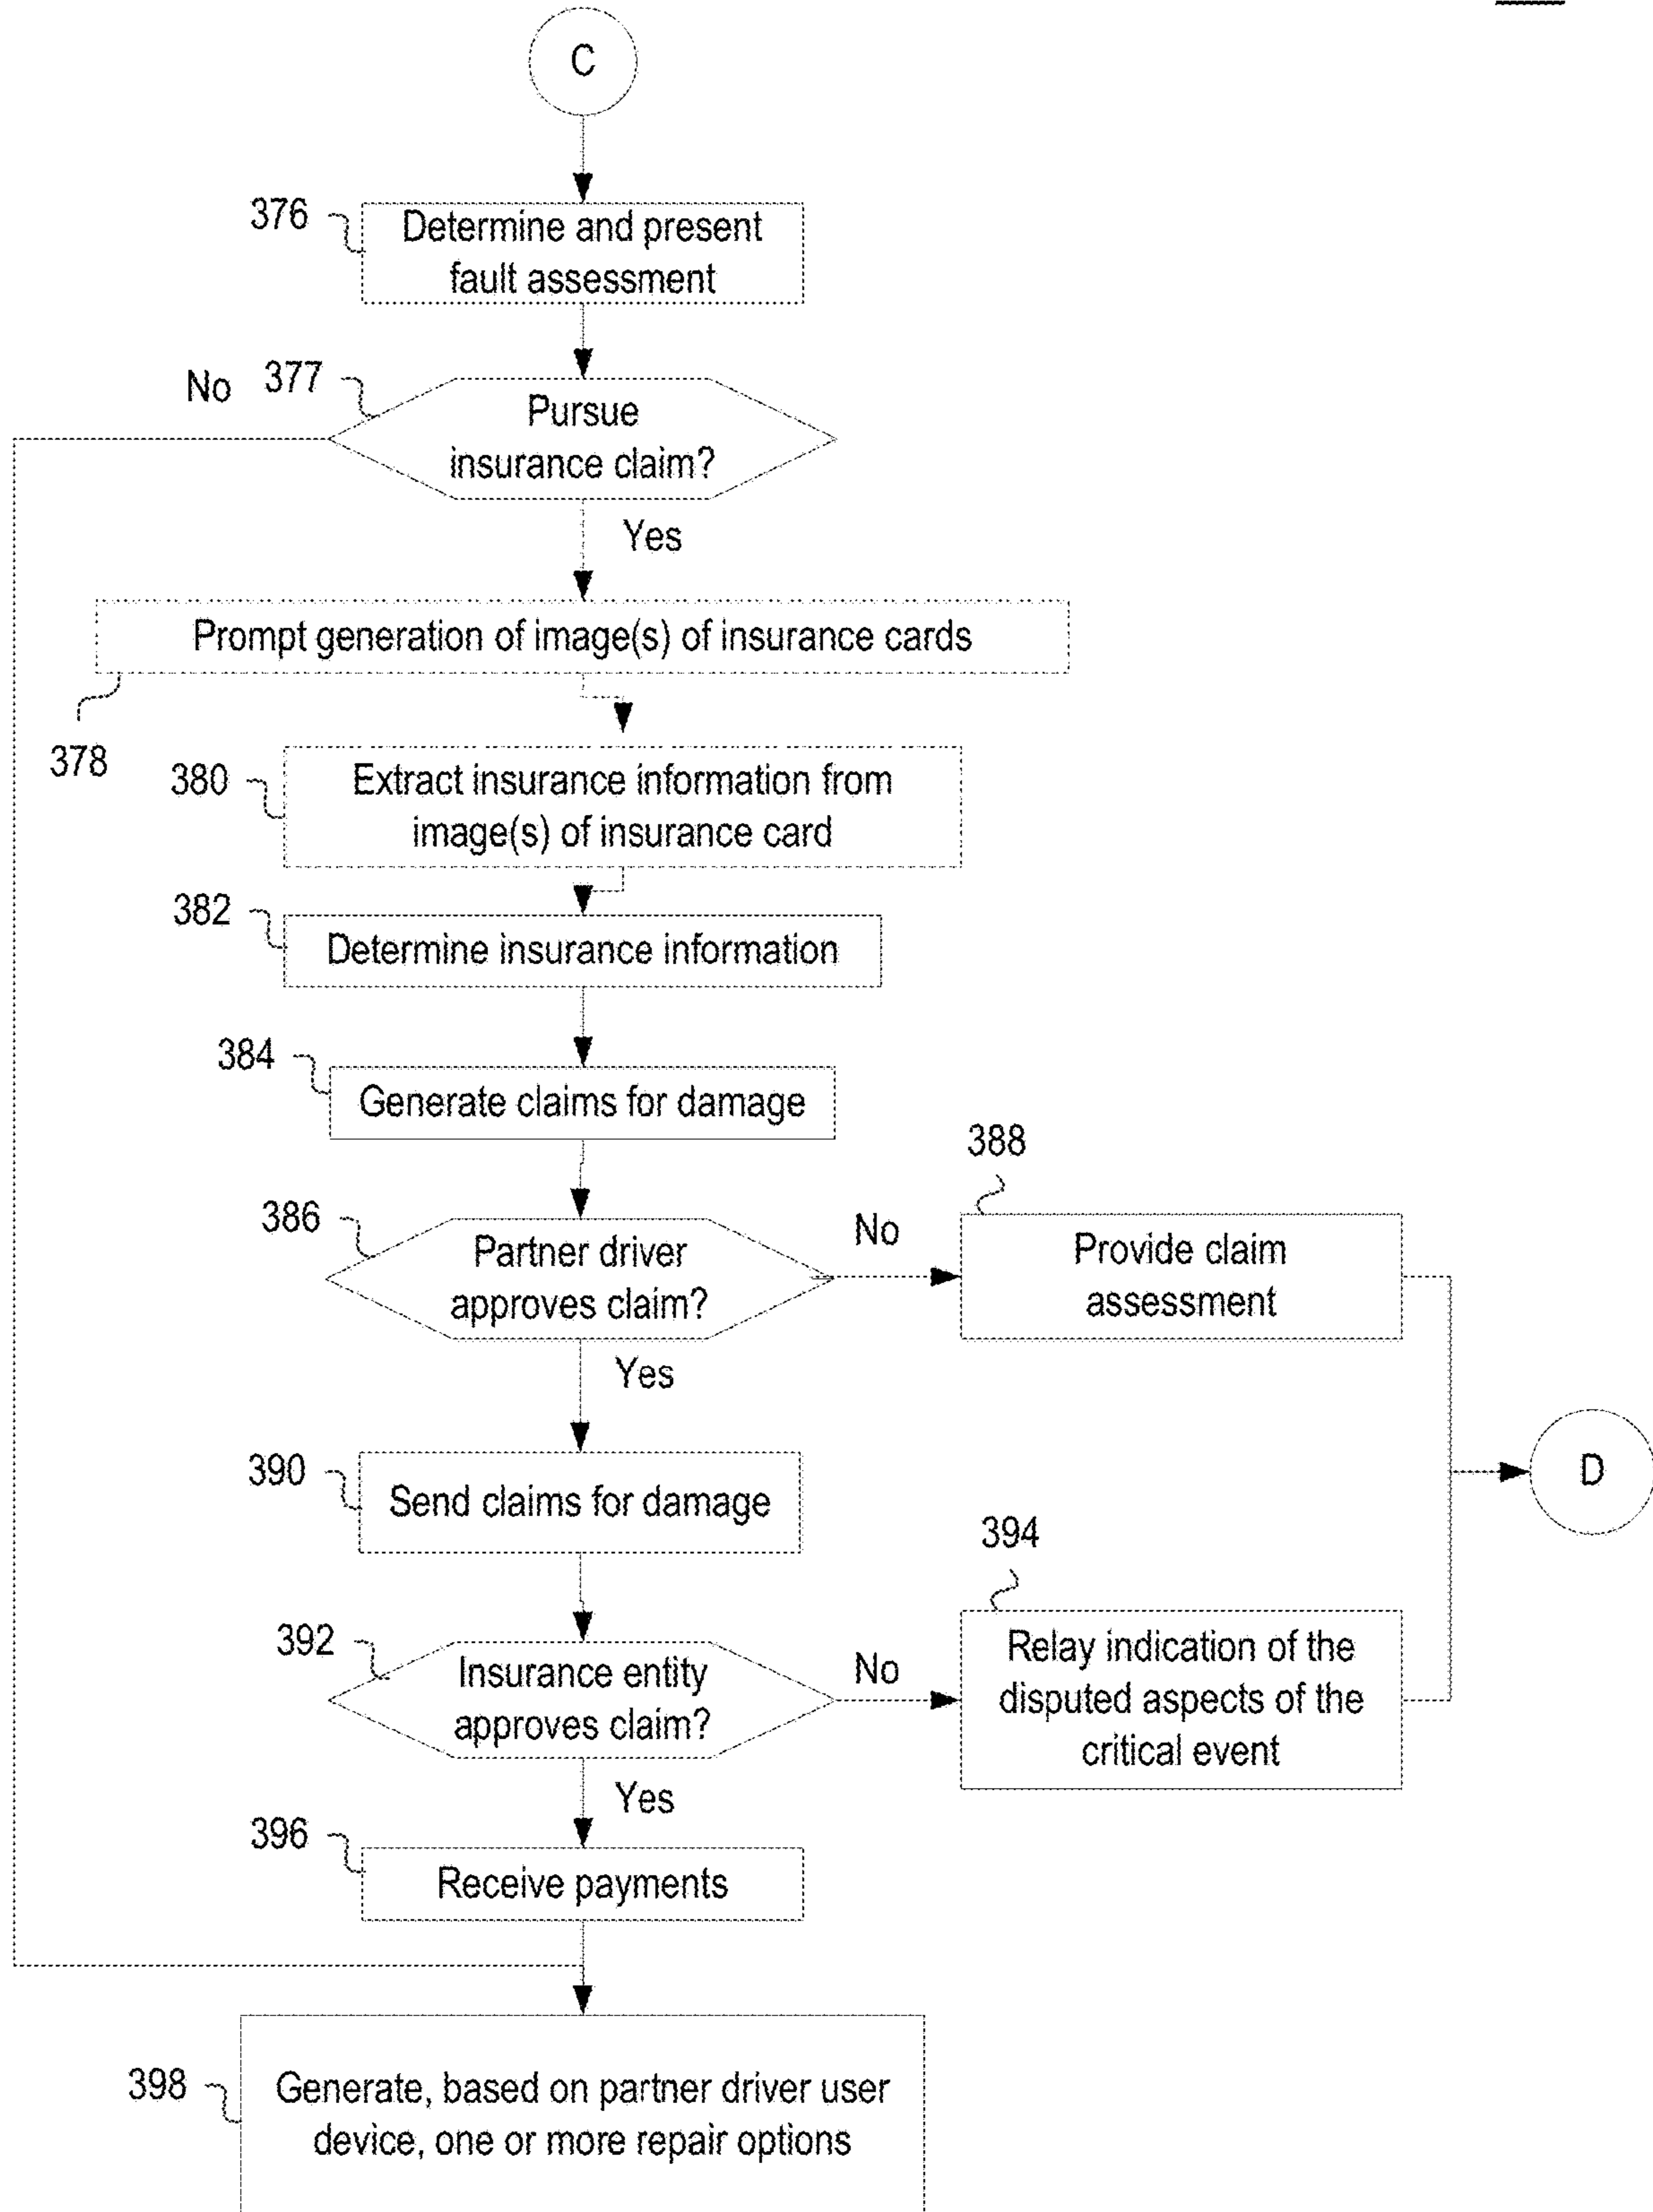 C
376
Determine and present
fault assessment
No
377
Pursue
insurance claim?
Yes
Prompt generation of image(s) of insurance cards
378
380
Extract insurance information from
image(s) of insurance card
382
Determine insurance information
384
Generate claims for damage
388
386
Partner driver
approves claim?
No
Provide claim
assessment
Yes
390
Send claims for damage
D
394
392
Insurance entity
approves claim?
No
Relay indication of the
disputed aspects of the
critical event
Yes
396
Receive payments
398
Generate, based on partner driver user
device, one or more repair options